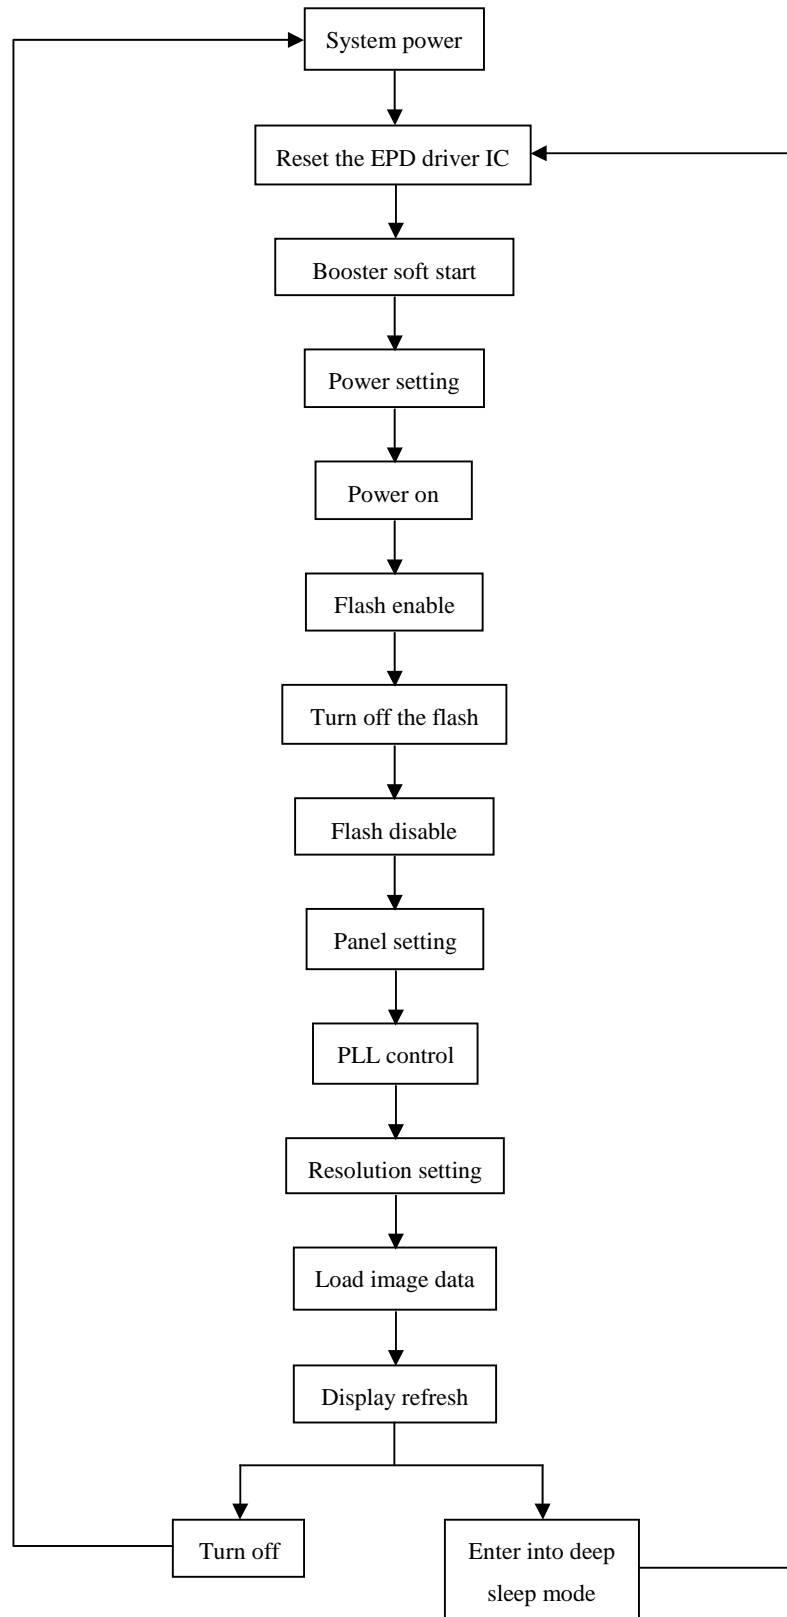 System power
Reset the EPD driver IC
Booster soft start
Power setting
Power on
Flash enable
Turn off the flash
Flash disable
Panel setting
PLL control
Resolution setting
Load image data
Display refresh
Turn off
Enter into deep
sleep mode